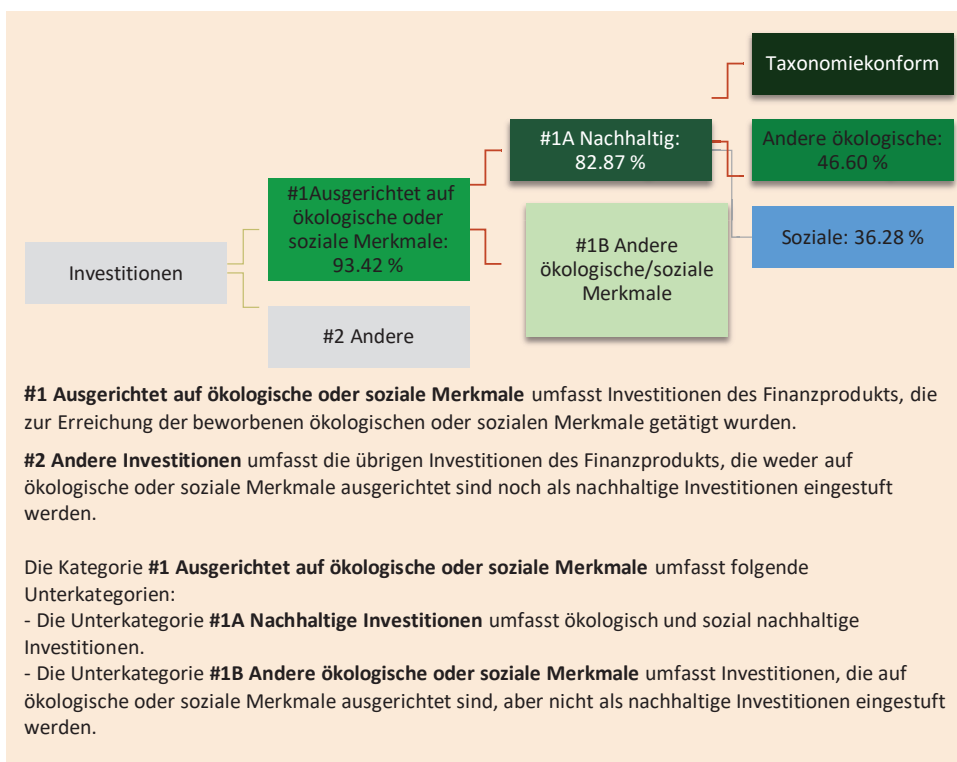 Taxonomiekonform
#1A Nachhaltig:
82.87 %
Andere ökologische:
46.60 %
#1Ausgerichtet auf
ökologische oder
soziale Merkmale:
93.42 %
Soziale: 36.28 %
#1B Andere
ökologische/soziale
Merkmale
Investitionen
#2 Andere
#1 Ausgerichtet auf ökologische oder soziale Merkmale umfasst Investitionen des Finanzprodukts, die
zur Erreichung der beworbenen ökologischen oder sozialen Merkmale getätigt wurden.
#2 Andere Investitionen umfasst die übrigen Investitionen des Finanzprodukts, die weder auf
ökologische oder soziale Merkmale ausgerichtet sind noch als nachhaltige Investitionen eingestuft
werden.
Die Kategorie #1 Ausgerichtet auf ökologische oder soziale Merkmale umfasst folgende
Unterkategorien:
- Die Unterkategorie #1A Nachhaltige Investitionen umfasst ökologisch und sozial nachhaltige
Investitionen.
- Die Unterkategorie #1B Andere ökologische oder soziale Merkmale umfasst Investitionen, die auf
ökologische oder soziale Merkmale ausgerichtet sind, aber nicht als nachhaltige Investitionen eingestuft
werden.